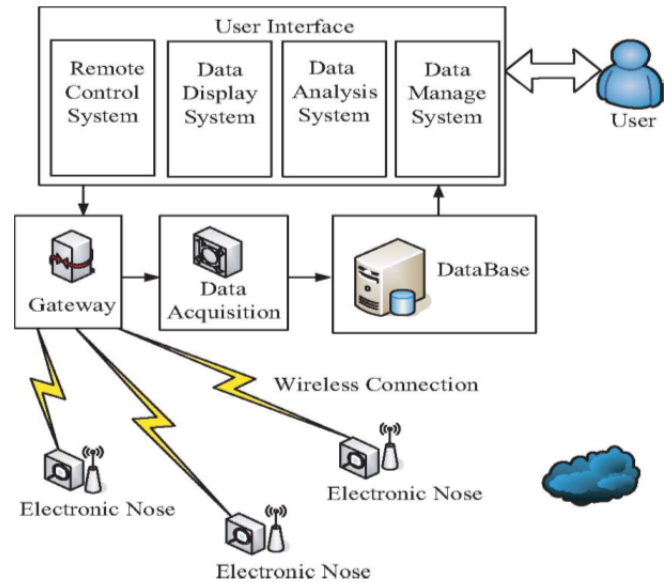 User Interface
Remote
Control
System
Data
Display
System
Data
Analysis
System
Data
Manage
System
User
Gateway
Data
Acquisition
DataBase
Wireless Connection
Electronic Nose
Electronic Nose
Electronic Nose